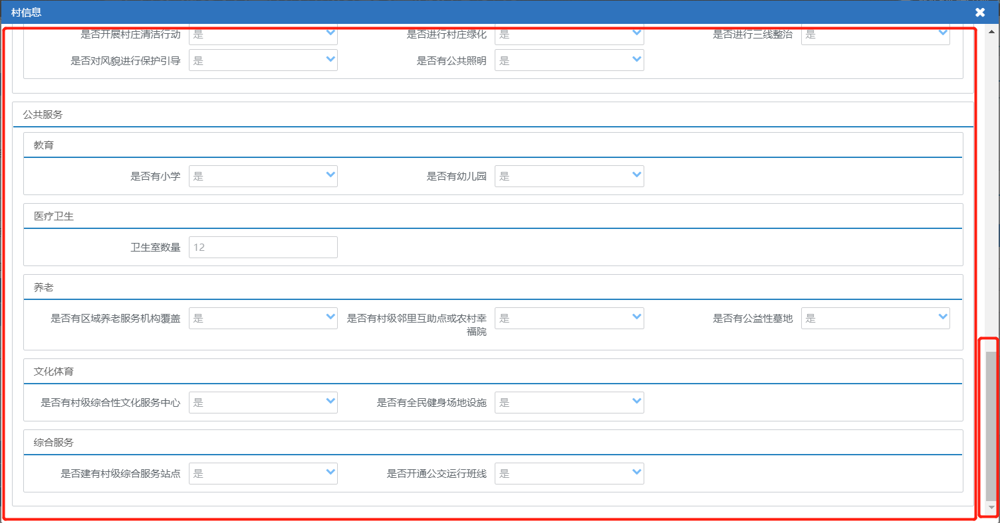 村信息
是否开展村庄清洁行动 是 是否进行村庄绿化 是 是否进行三线整治 是
是否对风貌进行保护引导 是 是否有公共照明 是
公共服务
教育
是否有小学 是 是否有幼儿园 是
医疗卫生
卫生室数量 12
养老
是否有区域养老服务机构覆盖 是 是否有村级邻里互助点或农村幸 是 是否有公益性墓地 是
福院
文化体育
是否有村级综合性文化服务中心 是 是否有全民健身场地设施 是
综合服务
是否建有村级综合服务站点 是 是否开通公交运行班线 是